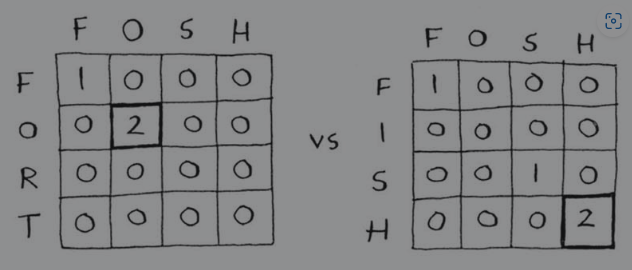 F O S H
F 1 0 0 0
O 0 2 0 0
R 0 0 0 0
T 0 0 0 0
vs
F O S H
F 1 0 0 0
I 0 0 0 0
S 0 0 1 0
H 0 0 0 2